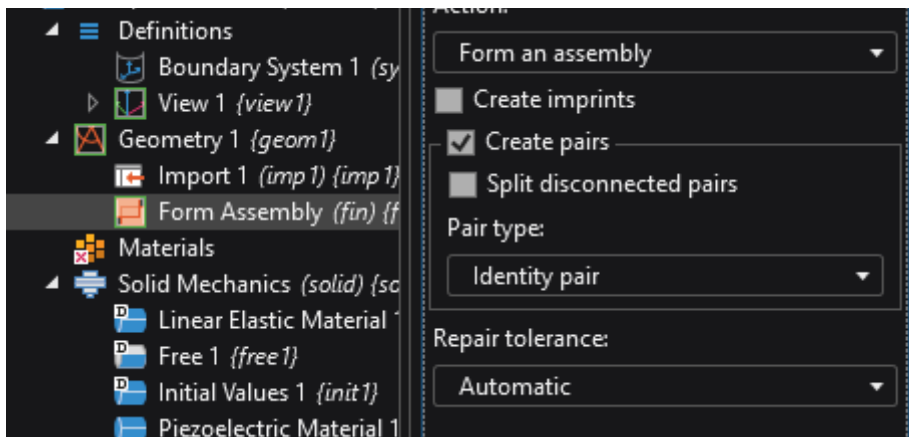 Definitions
Boundary System 1 (sy
View 1 {view1}
Geometry 1 {geom1}
Import 1 (imp1) {imp1}
Form Assembly (fin) {f
Materials
Solid Mechanics (solid) {so
Linear Elastic Material 1
Free 1 {free1}
Initial Values 1 {init1}
Piezoelectric Material 1
Action:
Form an assembly
Create imprints
Create pairs
Split disconnected pairs
Pair type:
Identity pair
Repair tolerance:
Automatic